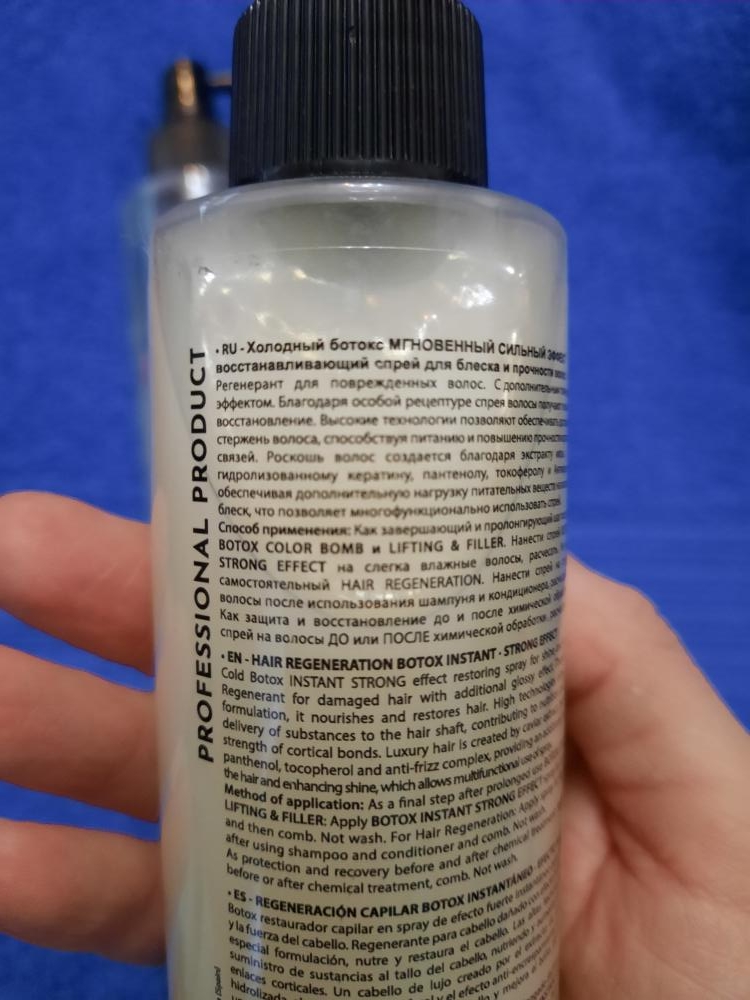 PROFESSIONAL PRODUCT
• RU - Холодный ботокс МГНОВЕННЫЙ СИЛЬНЫЙ ЭФФЕКТ
восстанавливающий спрей для блеска и прочности
Регенерант для поврежденных волос. С дополнительным
эффектом. Благодаря особой рецептуре спрея волосы получают
восстановление. Высокие технологии позволяют обеспечивать
стержень волоса, способствуя питанию и повышению прочности
связей. Роскошь волос создается благодаря экстракту
гидролизованному кератину, пантенолу, токоферолу и
обеспечивая дополнительную нагрузку питательных веществ
блеск, что позволяет многофункционально использовать спрей.
Способ применения: Как завершающий и пролонгирующий
BOTOX COLOR BOMB и LIFTING & FILLER. Нанести спрей
STRONG EFFECT на слегка влажные волосы,
самостоятельный HAIR REGENERATION. Нанести спрей на
волосы после использования шампуня и кондиционера,
Как защита и восстановление до и после химической
спрей на волосы ДО или ПОСЛЕ химической обработки,
• EN - HAIR REGENERATION BOTOX INSTANT - STRONG EFFECT
Cold Botox INSTANT STRONG effect restoring spray for shine
Regenerant for damaged hair with additional glossy effect.
formulation, it nourishes and restores hair. High technology
delivery of substances to the hair shaft, contributing to
strength of cortical bonds. Luxury hair is created by caviar
panthenol, tocopherol and anti-frizz complex, providing an
the hair and enhancing shine, which allows multifunctional use of
Method of application: As a final step after prolonged use
LIFTING & FILLER: Apply BOTOX INSTANT STRONG EFFECT
and then comb. Not wash. For Hair Regeneration: Apply
after using shampoo and conditioner and comb. Not wash.
As protection and recovery before and after chemical treatment
before or after chemical treatment, comb. Not wash.
• ES - REGENERACIÓN CAPILAR BOTOX INSTANTÁNEO
Botox restaurador capilar en spray de efecto fuerte
y la fuerza del cabello. Regenerante para cabello dañado
especial formulación, nutre y restaura el cabello. Las
suministro de sustancias al tallo del cabello, nutriendo
enlaces corticales. Un cabello de lujo creado por el
y el efecto anti-
y mejora